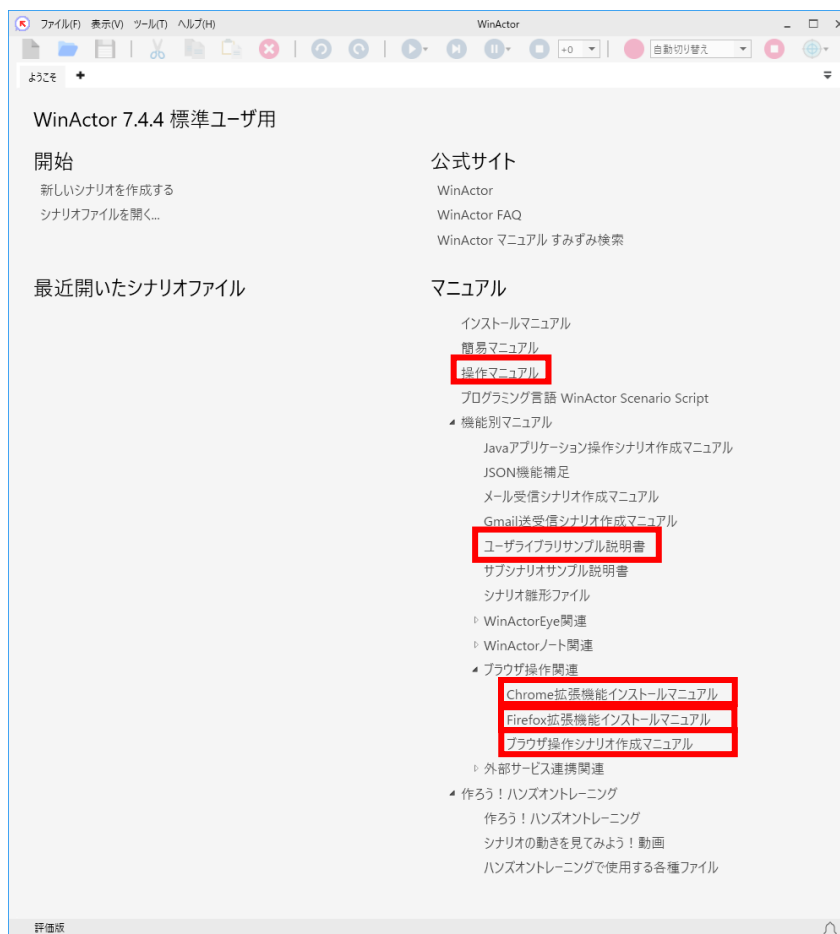 ファイル(F) 表示(V) ツール(T) ヘルプ(H)
WinActor
+0
自動切り替え
ようこそ
WinActor 7.4.4 標準ユーザ用
開始
新しいシナリオを作成する
シナリオファイルを開く...
公式サイト
WinActor
WinActor FAQ
WinActor マニュアル すみずみ検索
最近開いたシナリオファイル
マニュアル
インストールマニュアル
簡易マニュアル
操作マニュアル
プログラミング言語 WinActor Scenario Script
機能別マニュアル
Javaアプリケーション操作シナリオ作成マニュアル
JSON機能補足
メール受信シナリオ作成マニュアル
Gmail送受信シナリオ作成マニュアル
ユーザライブラリサンプル説明書
サブシナリオサンプル説明書
シナリオ雛形ファイル
WinActorEye関連
WinActorノート関連
ブラウザ操作関連
Chrome拡張機能インストールマニュアル
Firefox拡張機能インストールマニュアル
ブラウザ操作シナリオ作成マニュアル
外部サービス連携関連
作ろう！ハンズオントレーニング
作ろう！ハンズオントレーニング
シナリオの動きを見てみよう！動画
ハンズオントレーニングで使用する各種ファイル
評価版